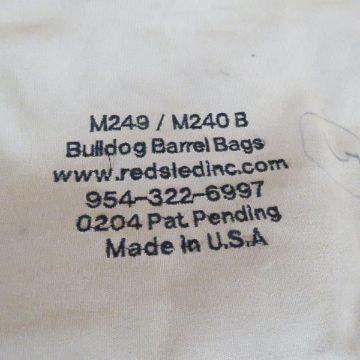 M249 / M240 B
Bulldog Barrel Bags
www.redsledinc.com
954-322-6997
0204 Pat. Pending
Made in U.S.A